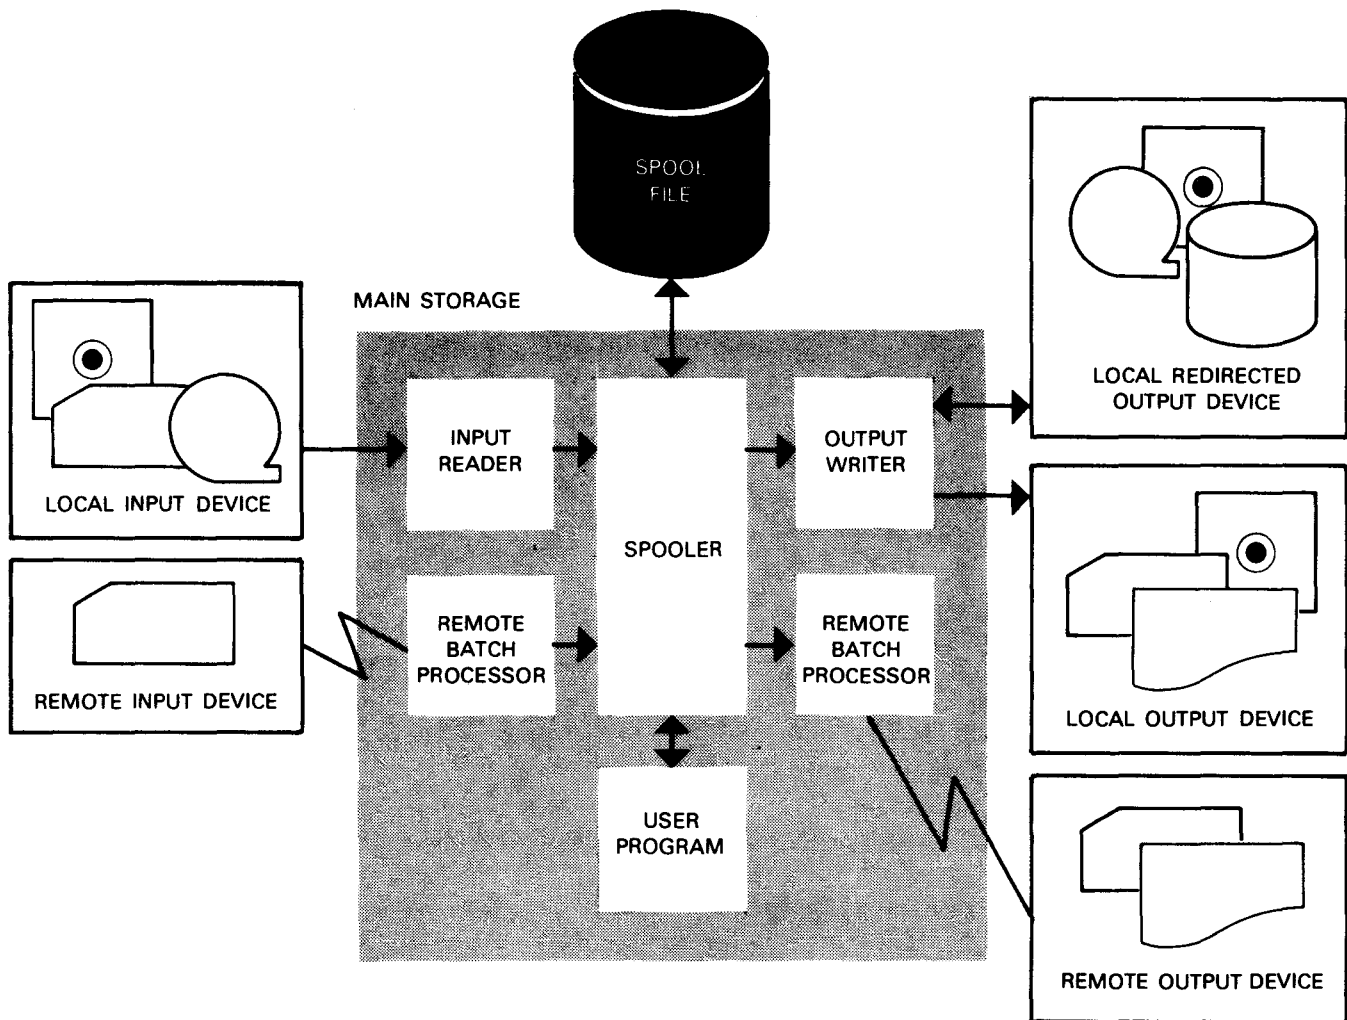 SPOOL
FILE
MAIN STORAGE
LOCAL INPUT DEVICE
REMOTE INPUT DEVICE
INPUT
READER
REMOTE
BATCH
PROCESSOR
SPOOLER
USER
PROGRAM
OUTPUT
WRITER
REMOTE
BATCH
PROCESSOR
LOCAL REDIRECTED
OUTPUT DEVICE
LOCAL OUTPUT DEVICE
REMOTE OUTPUT DEVICE